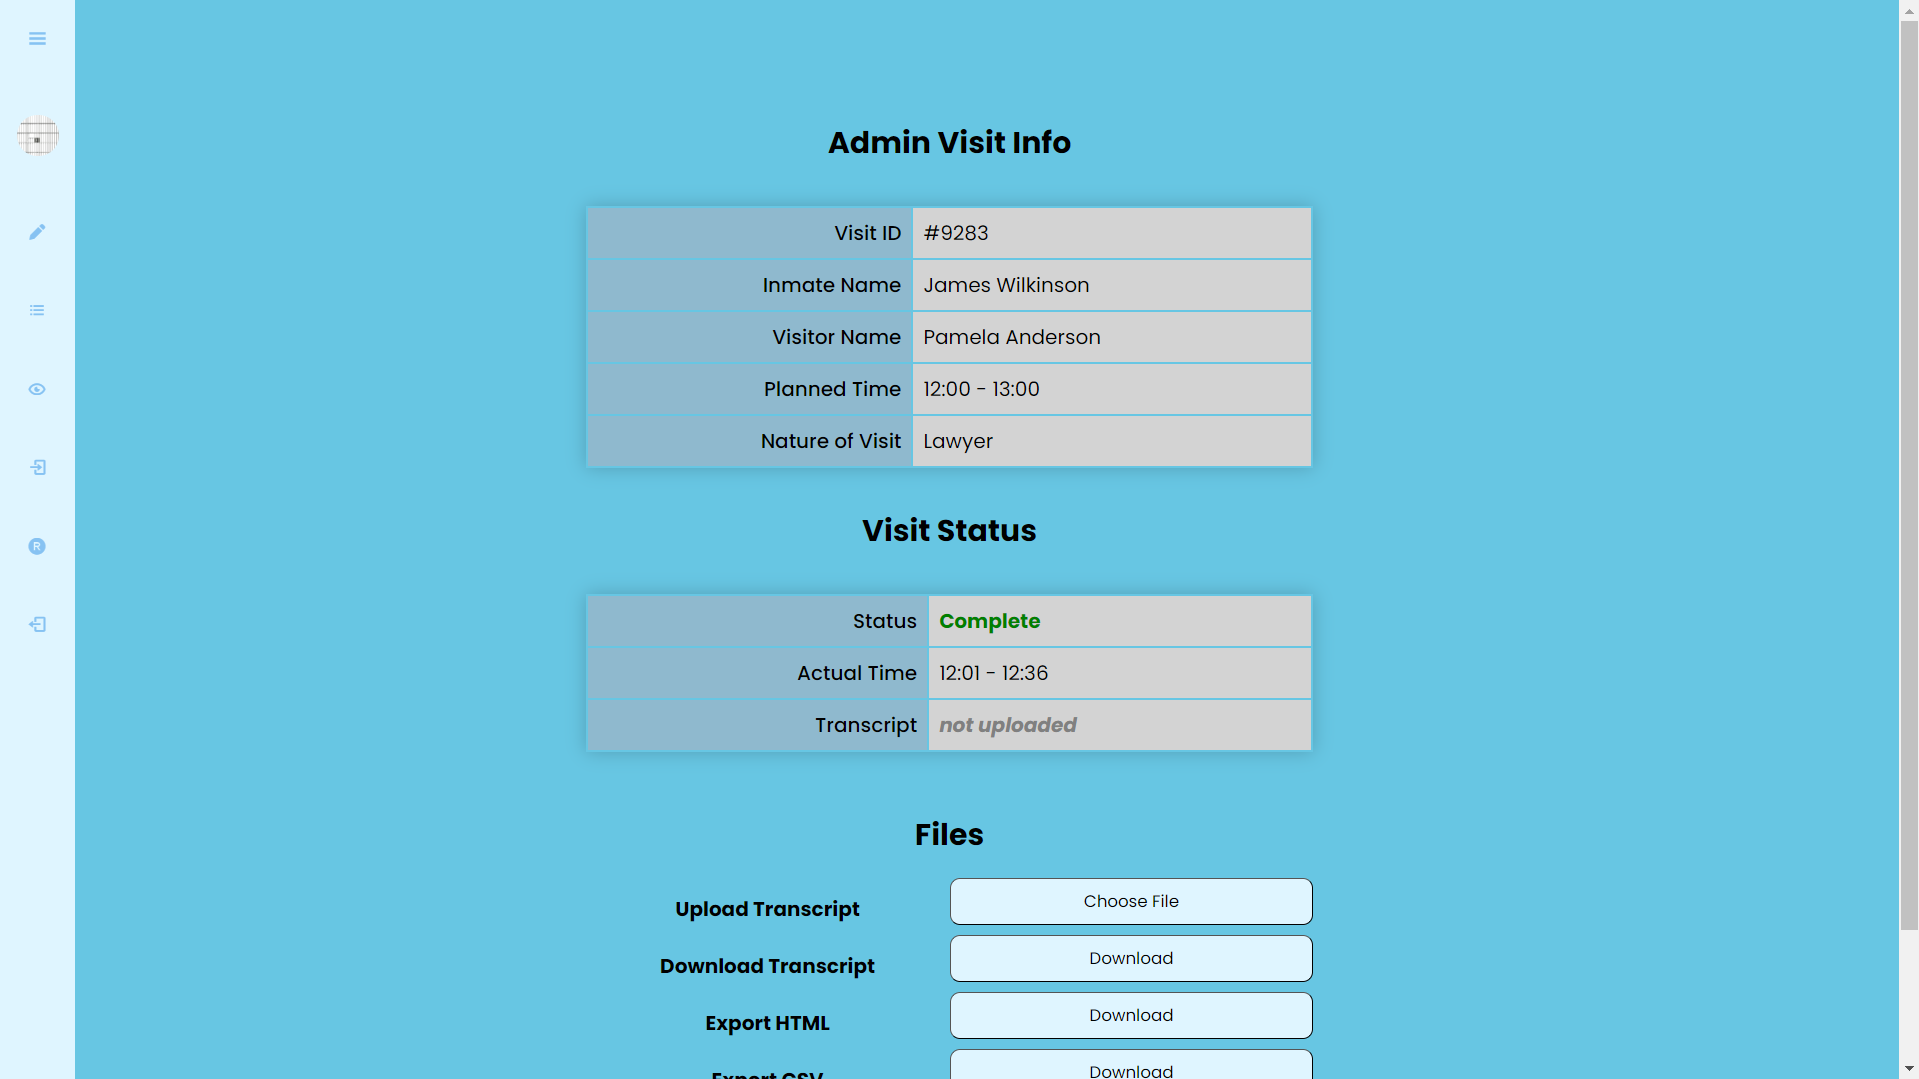 Admin Visit Info
Visit ID #9283
Inmate Name James Wilkinson
Visitor Name Pamela Anderson
Planned Time 12:00 - 13:00
Nature of Visit Lawyer
Visit Status
Status Complete
Actual Time 12:01 - 12:36
Transcript not uploaded
Files
Upload Transcript Choose File
Download Transcript Download
Export HTML Download
Export CSV Download
R